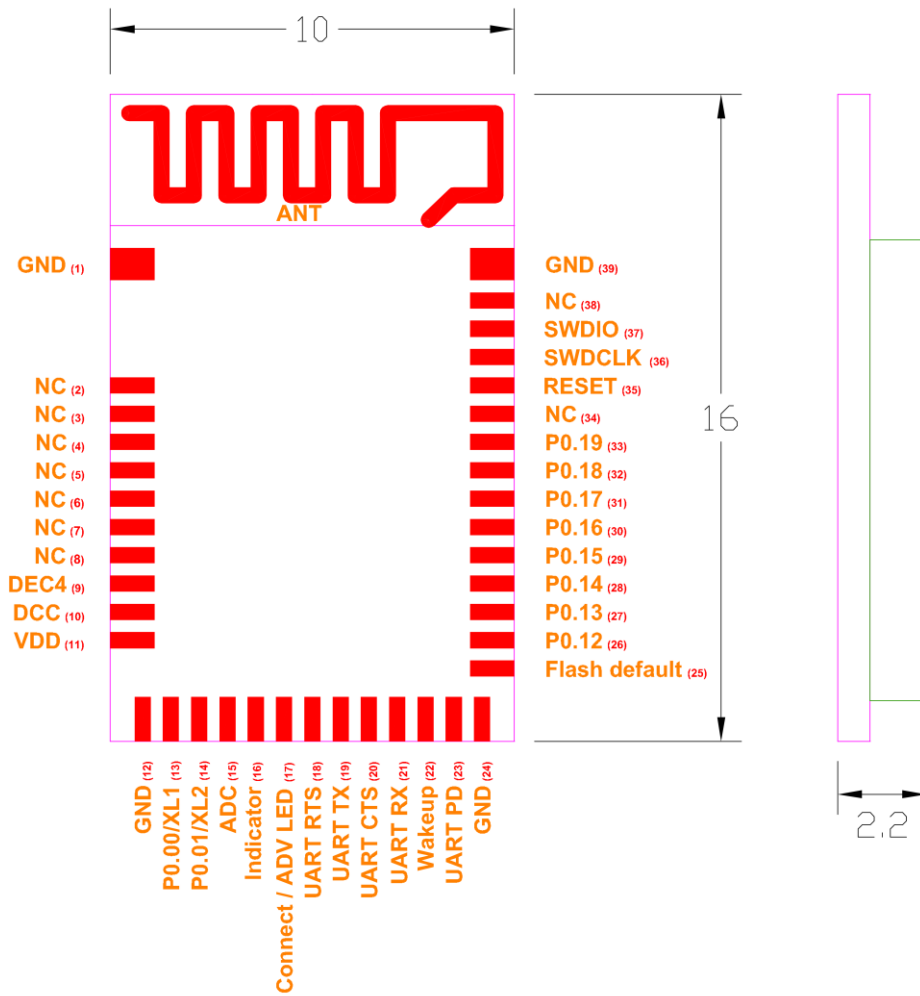 10
ANT
GND (1)
NC (2)
NC (3)
NC (4)
NC (5)
NC (6)
NC (7)
NC (8)
DEC4 (9)
DCC (10)
VDD (11)
GND (12)
P0.00/XL1 (13)
P0.01/XL2 (14)
ADC (15)
Indicator (16)
Connect / ADV LED (17)
UART RTS (18)
UART TX (19)
UART CTS (20)
UART RX (21)
Wakeup (22)
UART PD (23)
GND (24)
GND (39)
NC (38)
SWDIO (37)
SWDCLK (36)
RESET (35)
NC (34)
P0.19 (33)
P0.18 (32)
P0.17 (31)
P0.16 (30)
P0.15 (29)
P0.14 (28)
P0.13 (27)
P0.12 (26)
Flash default (25)
16
2.2